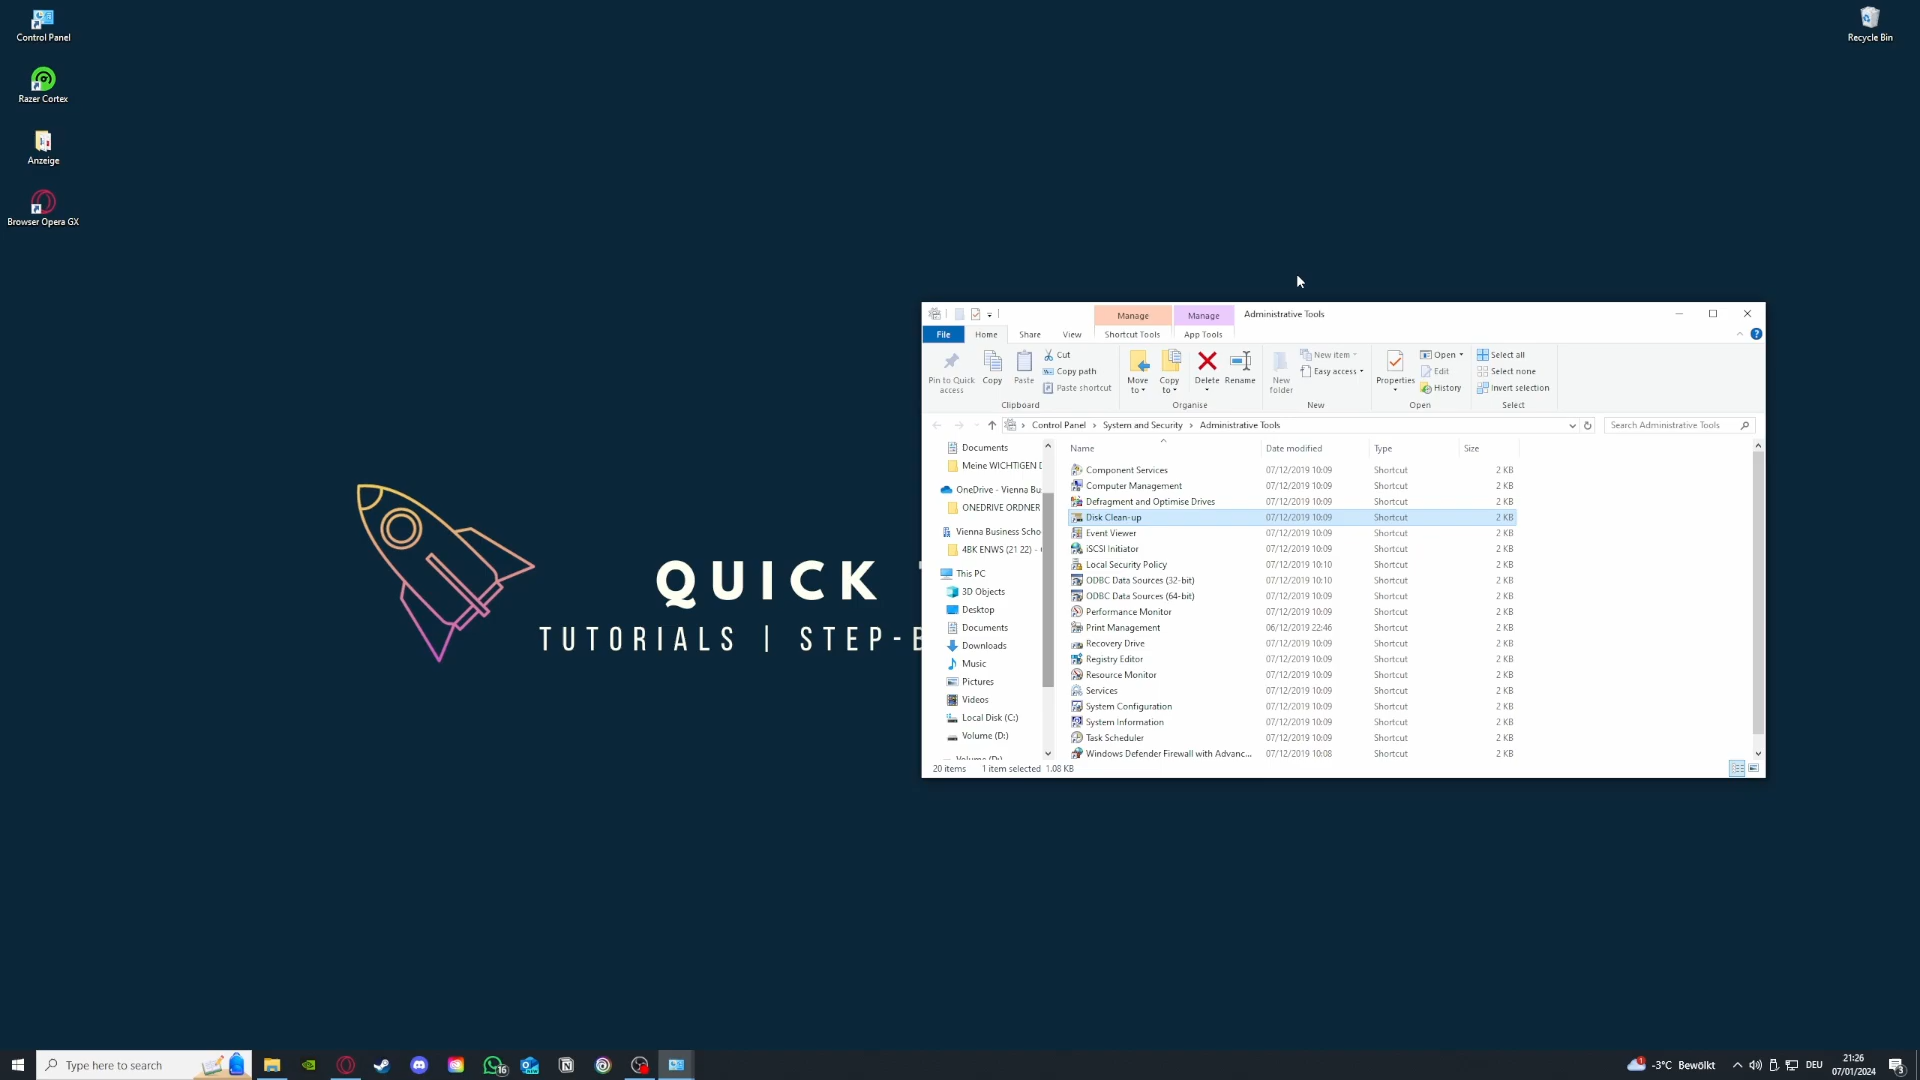 Control Panel
Razer Cortex
Anzeige
Browser Opera GX
Recycle Bin
QUICK
TUTORIALS | STEP-B
Manage
Manage
Administrative Tools
File
Home
Share
View
Shortcut Tools
App Tools
Pin to Quick access
Copy
Paste
Cut
Copy path
Paste shortcut
Clipboard
Move to
Copy to
Delete
Rename
Organise
New folder
New item
Easy access
New
Properties
Open
Edit
History
Open
Select all
Select none
Invert selection
Select
Control Panel > System and Security > Administrative Tools
Search Administrative Tools
Documents
Meine WICHTIGEN D
OneDrive - Vienna Bu
ONEDRIVE ORDNER
Vienna Business Scho
4BK ENWS (21 22) -
This PC
3D Objects
Desktop
Documents
Downloads
Music
Pictures
Videos
Local Disk (C:)
Volume (D:)
Volume (D:)
Name Date modified Type Size
Component Services 07/12/2019 10:09 Shortcut 2 KB
Computer Management 07/12/2019 10:09 Shortcut 2 KB
Defragment and Optimise Drives 07/12/2019 10:09 Shortcut 2 KB
Disk Clean-up 07/12/2019 10:09 Shortcut 2 KB
Event Viewer 07/12/2019 10:09 Shortcut 2 KB
iSCSI Initiator 07/12/2019 10:09 Shortcut 2 KB
Local Security Policy 07/12/2019 10:10 Shortcut 2 KB
ODBC Data Sources (32-bit) 07/12/2019 10:10 Shortcut 2 KB
ODBC Data Sources (64-bit) 07/12/2019 10:09 Shortcut 2 KB
Performance Monitor 07/12/2019 10:09 Shortcut 2 KB
Print Management 06/12/2019 22:46 Shortcut 2 KB
Recovery Drive 07/12/2019 10:09 Shortcut 2 KB
Registry Editor 07/12/2019 10:09 Shortcut 2 KB
Resource Monitor 07/12/2019 10:09 Shortcut 2 KB
Services 07/12/2019 10:09 Shortcut 2 KB
System Configuration 07/12/2019 10:09 Shortcut 2 KB
System Information 07/12/2019 10:09 Shortcut 2 KB
Task Scheduler 07/12/2019 10:09 Shortcut 2 KB
Windows Defender Firewall with Advanc... 07/12/2019 10:08 Shortcut 2 KB
20 items 1 item selected 1.08 KB
Type here to search
16
1
-3°C Bewölkt
DEU
21:26
07/01/2024
3